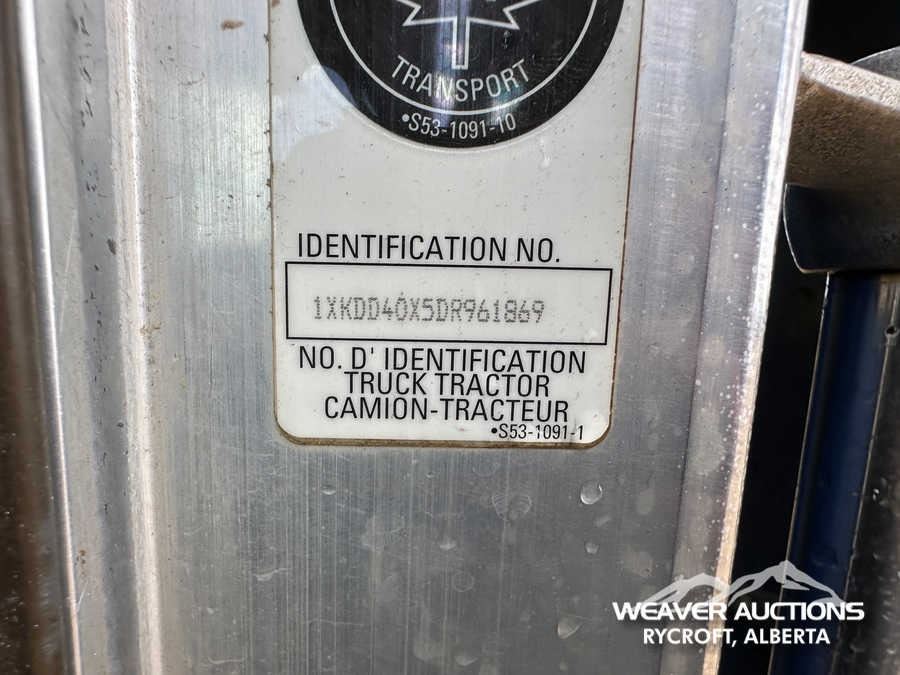 TRANSPORT
•S53-1091-10
IDENTIFICATION NO.
1XKDD40X5DR961869
NO. D' IDENTIFICATION
TRUCK TRACTOR
CAMION-TRACTEUR
•S53-1091-1
WEAVER AUCTIONS
RYCROFT, ALBERTA